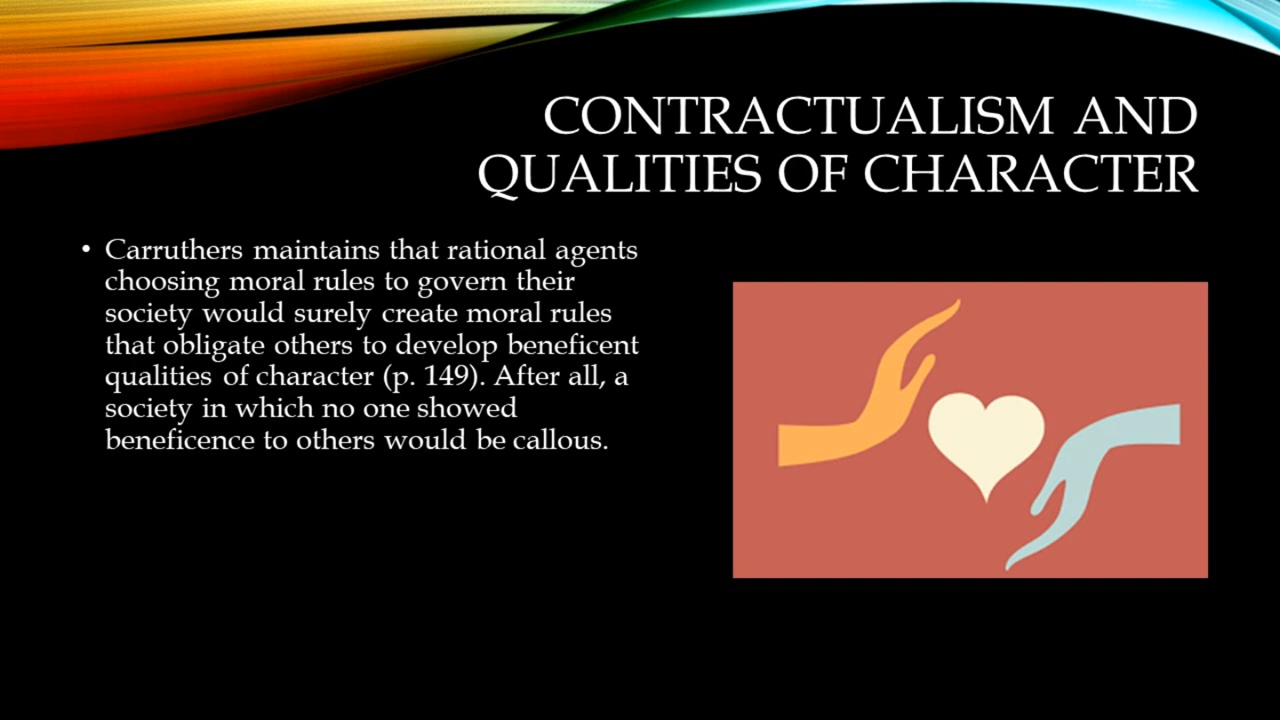 CONTRACTUALISM AND
QUALITIES OF CHARACTER
• Carruthers maintains that rational agents
choosing moral rules to govern their
society would surely create moral rules
that obligate others to develop beneficent
qualities of character (p. 149). After all, a
society in which no one showed
beneficence to others would be callous.